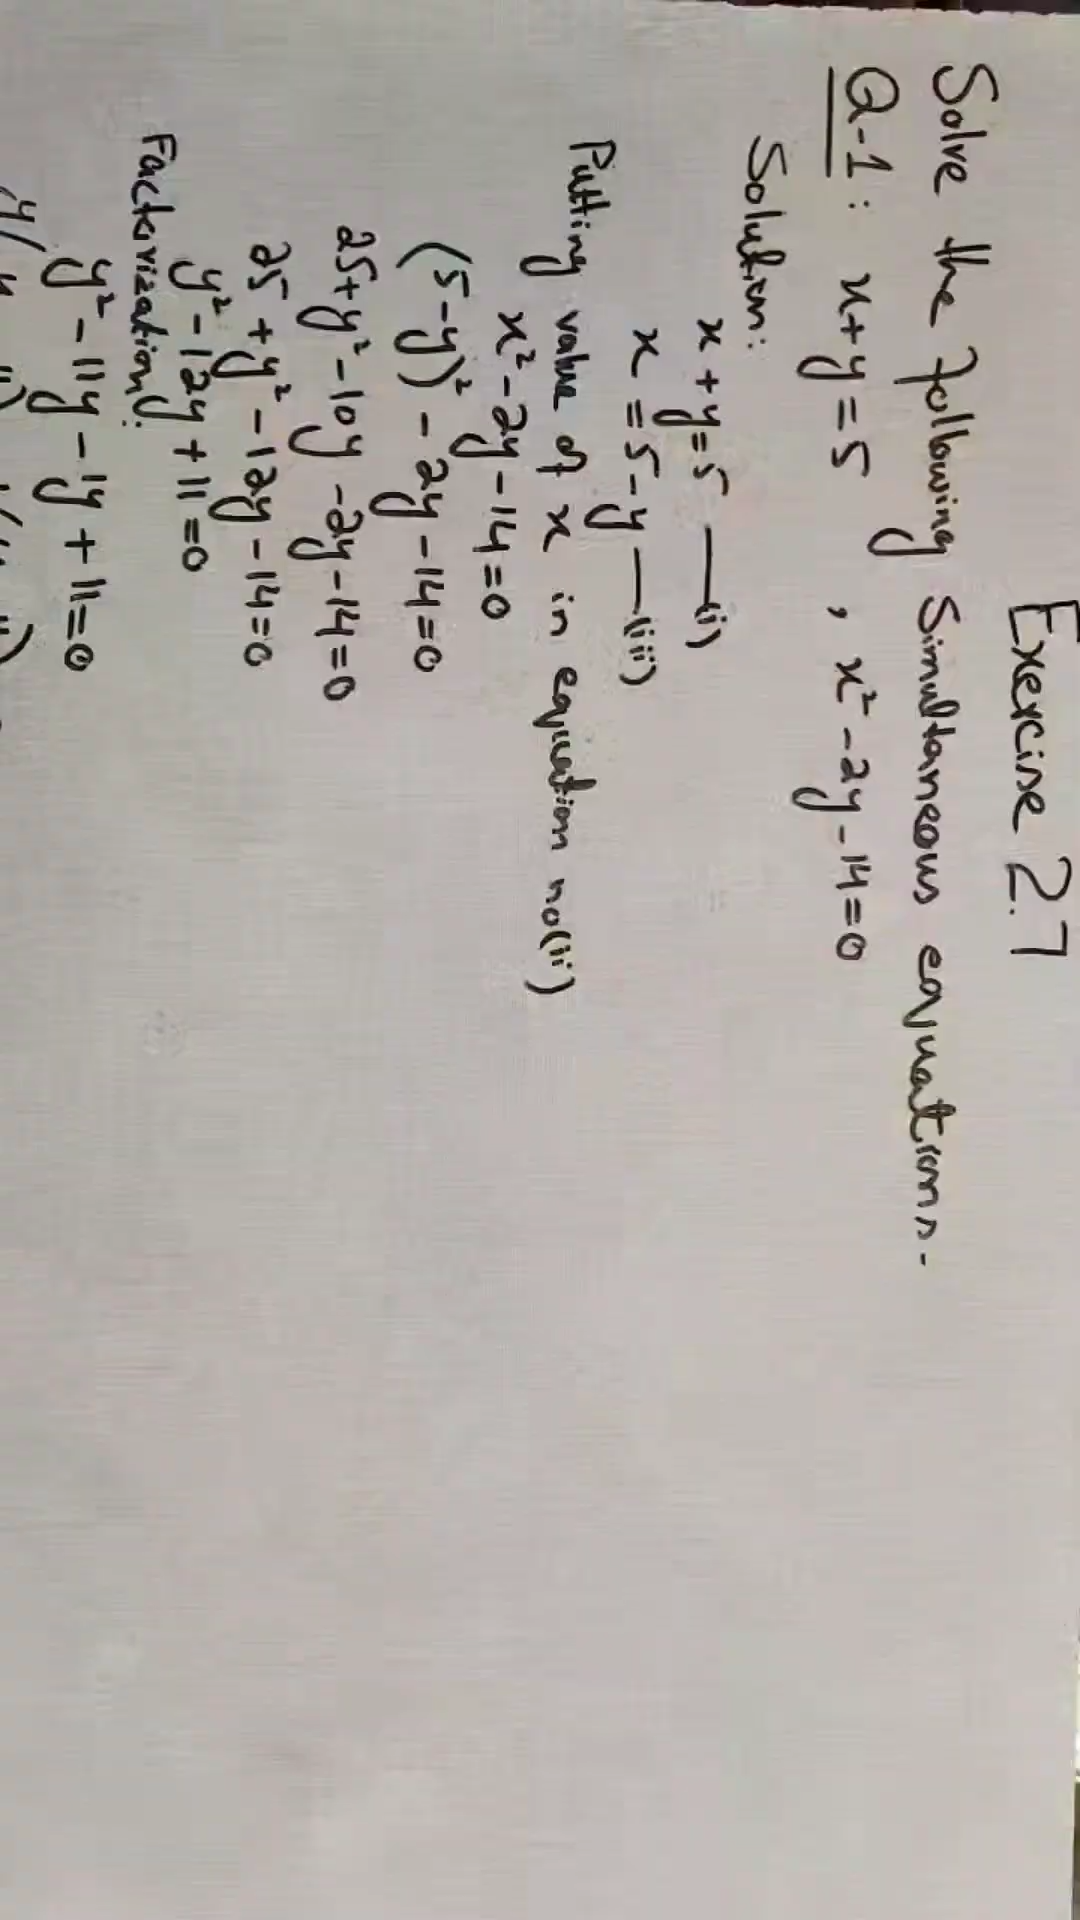 Exercise 2.7
Solve the following Simultaneous equations.
Q-1: x+y=5 , x²-2y-14=0
Solution:
x+y=5 —(i)
x=5-y —(iii)
Putting value of x in equation no(ii)
x²-2y-14=0
(5-y)²-2y-14=0
25+y²-10y-2y-14=0
25+y²-12y-14=0
y²-12y+11=0
Factorization:
y²-11y-1y+11=0